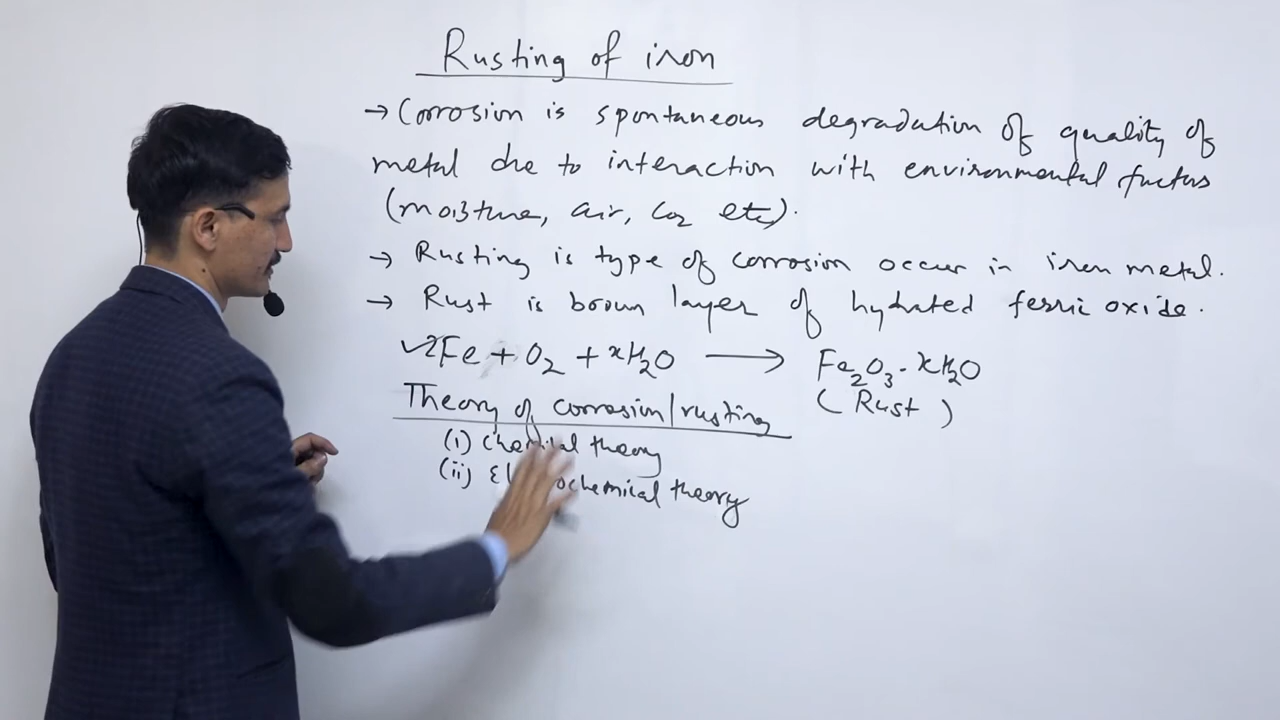 Rusting of iron
→ Corrosion is spontaneous degradation of quality of
metal due to interaction with environmental factors
(moisture, air, CO2 etc).
→ Rusting is type of corrosion occur in iron metal.
→ Rust is brown layer of hydrated ferric oxide.
2Fe + O2 + xH2O ⟶ Fe2O3·xH2O
(Rust)
Theory of corrosion/rusting
(i) chemical theory
(ii) theory